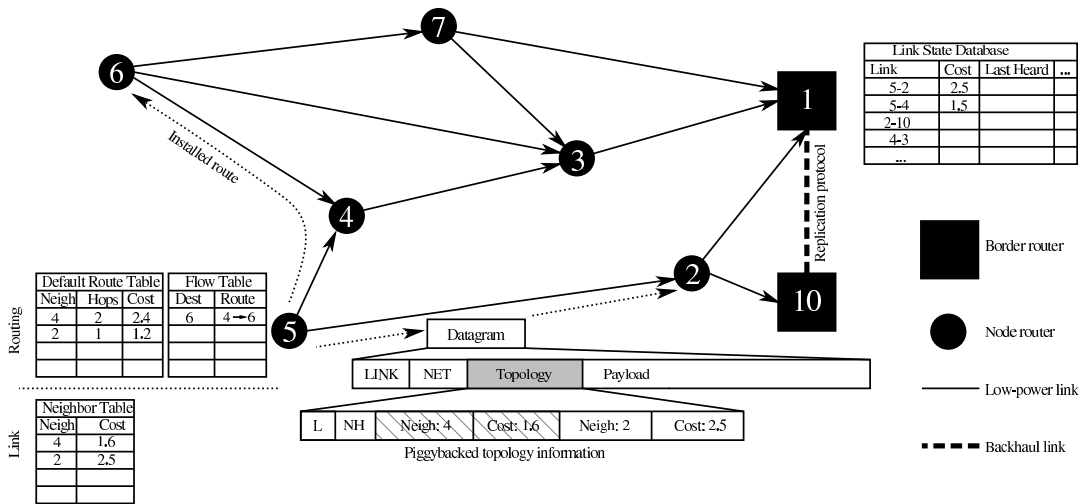 7
6
1
3
4
2
10
5
Installed route
Replication protocol
Link State Database
Link Cost Last Heard ...
5-2 2.5
5-4 1.5
2-10
4-3
...
Border router
Node router
Low-power link
Backhaul link
Routing
Default Route Table
Neigh Hops Cost
4 2 2.4
2 1 1.2
Flow Table
Dest Route
6 4→6
Link
Neighbor Table
Neigh Cost
4 1.6
2 2.5
Datagram
LINK NET Topology Payload
L NH Neigh: 4 Cost: 1.6 Neigh: 2 Cost: 2.5
Piggybacked topology information